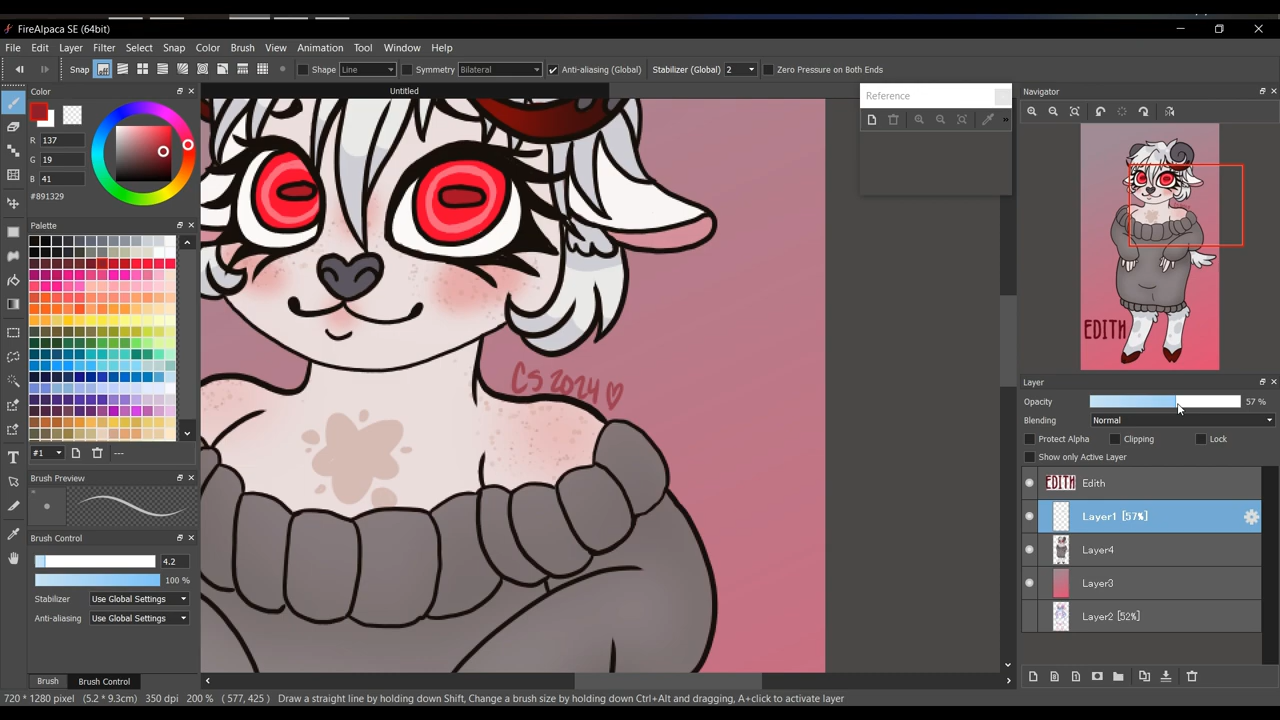 FireAlpaca SE (64bit)
File Edit Layer Filter Select Snap Color Brush View Animation Tool Window Help
Snap Shape Line Symmetry Bilateral Anti-aliasing (Global) Stabilizer (Global) 2 Zero Pressure on Both Ends
Color
R 137
G 19
B 41
#891329
Palette
#1 ---
Brush Preview
Brush Control
4.2
100 %
Stabilizer Use Global Settings
Anti-aliasing Use Global Settings
Brush Brush Control
Untitled
CS 2024
Reference
»
Navigator
EDITH
Layer
Opacity 57 %
Blending Normal
Protect Alpha Clipping Lock
Show only Active Layer
EDITH Edith
Layer1 [57%]
Layer4
Layer3
Layer2 [52%]
720 * 1280 pixel (5.2 * 9.3cm) 350 dpi 200 % ( 577, 425 ) Draw a straight line by holding down Shift, Change a brush size by holding down Ctrl+Alt and dragging, A+click to activate layer